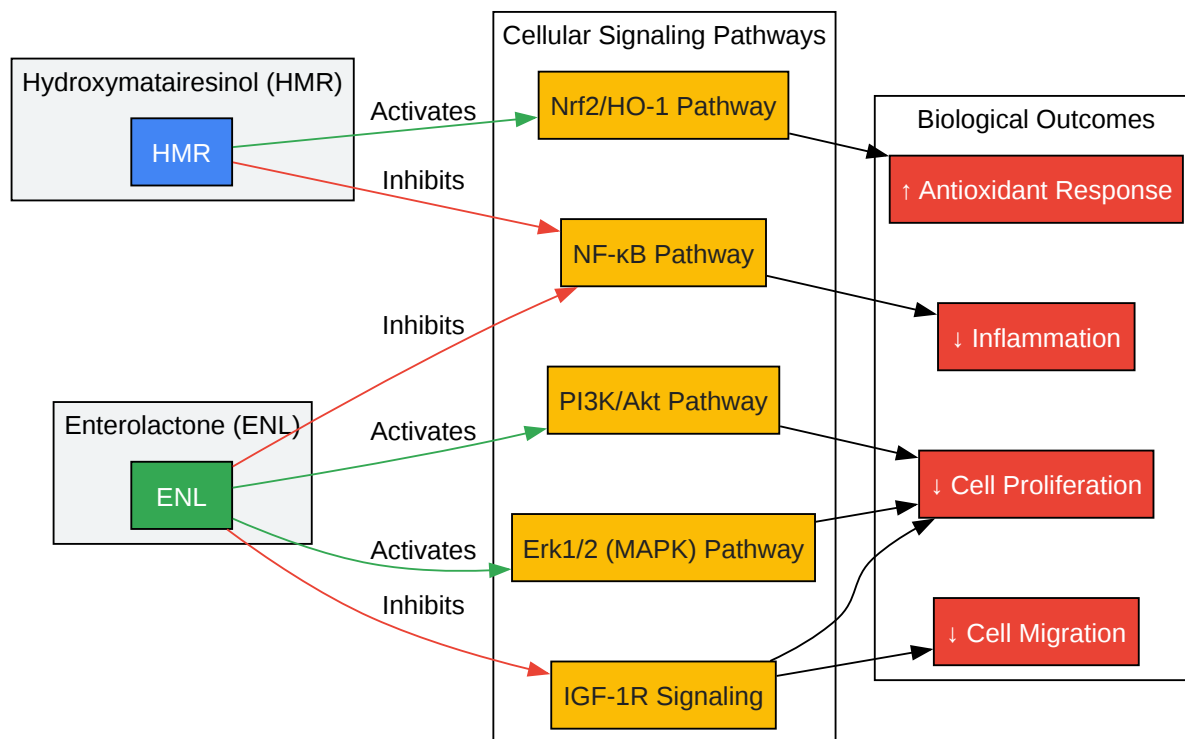 Cellular Signaling Pathways
Hydroxymatairesinol (HMR)
HMR
Activates
Inhibits
Nrf2/HO-1 Pathway
Biological Outcomes
↑ Antioxidant Response
NF-κB Pathway
Inhibits
↓ Inflammation
Enterolactone (ENL)
ENL
Activates
PI3K/Akt Pathway
↓ Cell Proliferation
Activates
Erk1/2 (MAPK) Pathway
Inhibits
↓ Cell Migration
IGF-1R Signaling